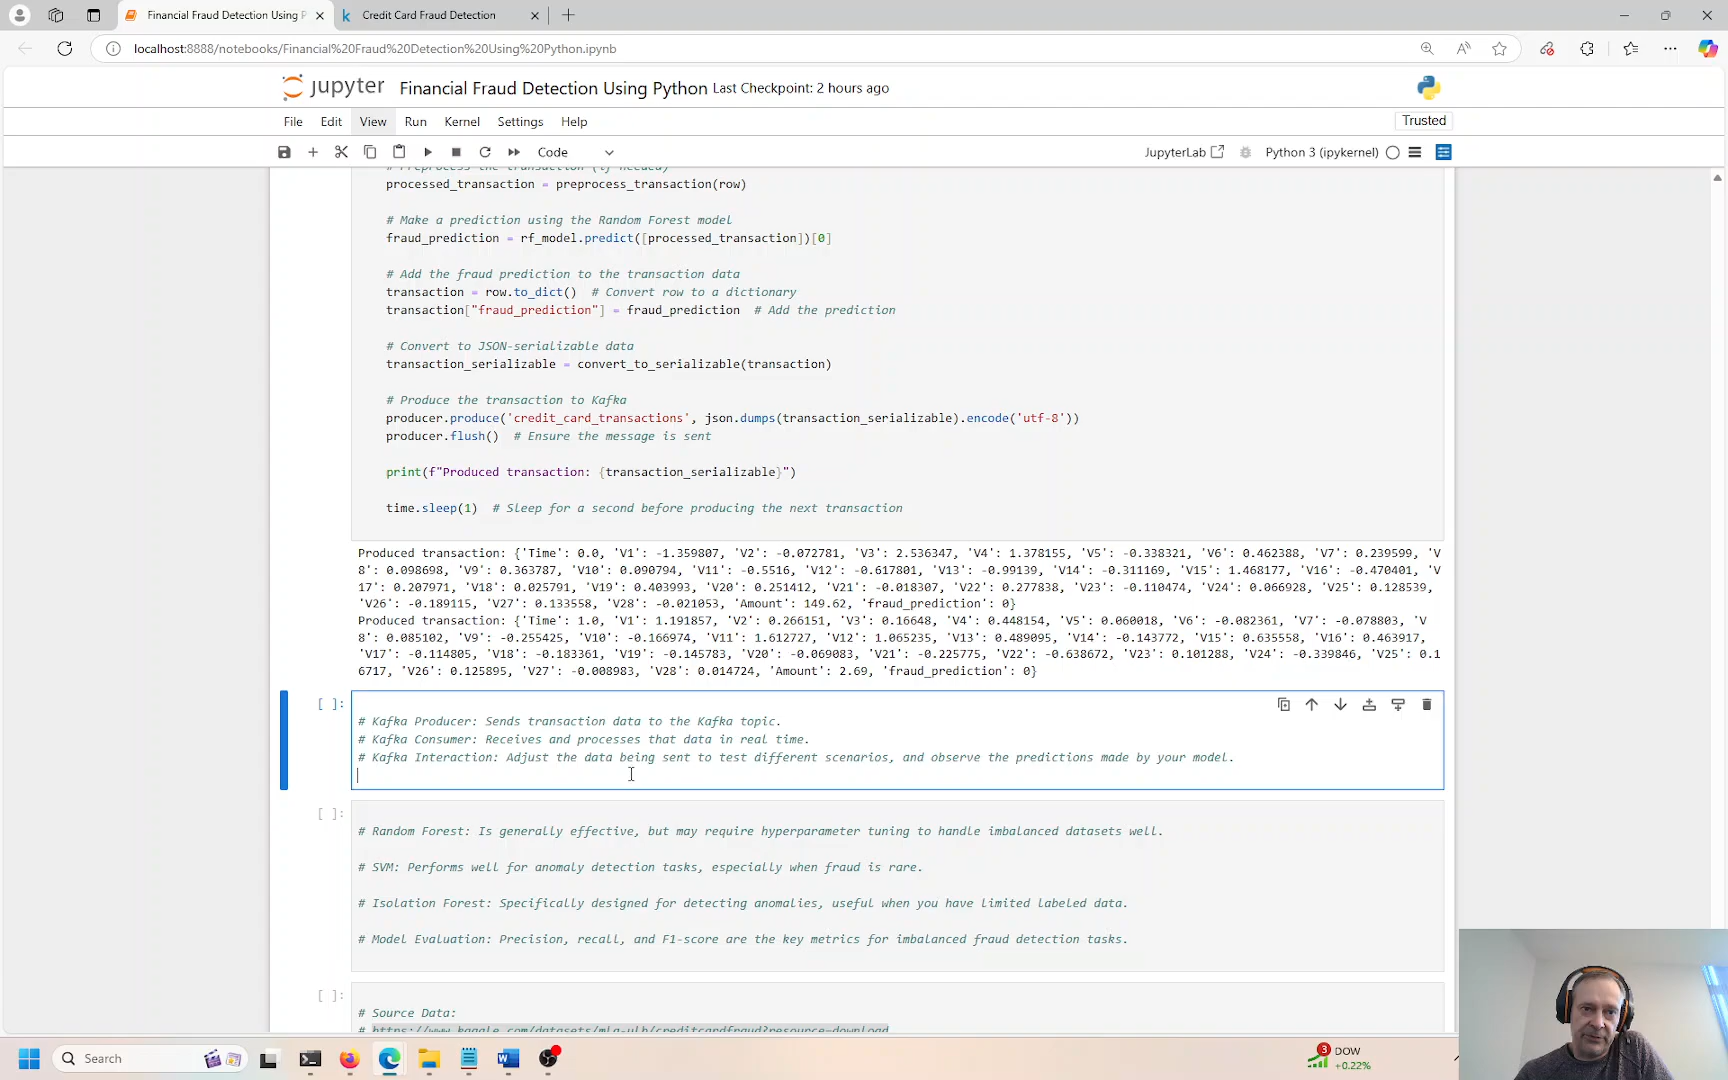 Financial Fraud Detection Using P
Credit Card Fraud Detection
localhost:8888/notebooks/Financial%20Fraud%20Detection%20Using%20Python.ipynb
jupyter Financial Fraud Detection Using Python Last Checkpoint: 2 hours ago
File Edit View Run Kernel Settings Help
Trusted
Code
JupyterLab
Python 3 (ipykernel)
# Preprocess the transaction (if needed)
processed_transaction = preprocess_transaction(row)
# Make a prediction using the Random Forest model
fraud_prediction = rf_model.predict([processed_transaction])[0]
# Add the fraud prediction to the transaction data
transaction = row.to_dict()  # Convert row to a dictionary
transaction["fraud_prediction"] = fraud_prediction  # Add the prediction
# Convert to JSON-serializable data
transaction_serializable = convert_to_serializable(transaction)
# Produce the transaction to Kafka
producer.produce('credit_card_transactions', json.dumps(transaction_serializable).encode('utf-8'))
producer.flush()  # Ensure the message is sent
print(f"Produced transaction: {transaction_serializable}")
time.sleep(1)  # Sleep for a second before producing the next transaction
Produced transaction: {'Time': 0.0, 'V1': -1.359807, 'V2': -0.072781, 'V3': 2.536347, 'V4': 1.378155, 'V5': -0.338321, 'V6': 0.462388, 'V7': 0.239599, 'V
8': 0.098698, 'V9': 0.363787, 'V10': 0.090794, 'V11': -0.5516, 'V12': -0.617801, 'V13': -0.99139, 'V14': -0.311169, 'V15': 1.468177, 'V16': -0.470401, 'V
17': 0.207971, 'V18': 0.025791, 'V19': 0.403993, 'V20': 0.251412, 'V21': -0.018307, 'V22': 0.277838, 'V23': -0.110474, 'V24': 0.066928, 'V25': 0.128539,
'V26': -0.189115, 'V27': 0.133558, 'V28': -0.021053, 'Amount': 149.62, 'fraud_prediction': 0}
Produced transaction: {'Time': 1.0, 'V1': 1.191857, 'V2': 0.266151, 'V3': 0.16648, 'V4': 0.448154, 'V5': 0.060018, 'V6': -0.082361, 'V7': -0.078803, 'V
8': 0.085102, 'V9': -0.255425, 'V10': -0.166974, 'V11': 1.612727, 'V12': 1.065235, 'V13': 0.489095, 'V14': -0.143772, 'V15': 0.635558, 'V16': 0.463917,
'V17': -0.114805, 'V18': -0.183361, 'V19': -0.145783, 'V20': -0.069083, 'V21': -0.225775, 'V22': -0.638672, 'V23': 0.101288, 'V24': -0.339846, 'V25': 0.1
6717, 'V26': 0.125895, 'V27': -0.008983, 'V28': 0.014724, 'Amount': 2.69, 'fraud_prediction': 0}
[ ]:
# Kafka Producer: Sends transaction data to the Kafka topic.
# Kafka Consumer: Receives and processes that data in real time.
# Kafka Interaction: Adjust the data being sent to test different scenarios, and observe the predictions made by your model.
[ ]:
# Random Forest: Is generally effective, but may require hyperparameter tuning to handle imbalanced datasets well.
# SVM: Performs well for anomaly detection tasks, especially when fraud is rare.
# Isolation Forest: Specifically designed for detecting anomalies, useful when you have limited labeled data.
# Model Evaluation: Precision, recall, and F1-score are the key metrics for imbalanced fraud detection tasks.
[ ]:
# Source Data:
# https://www.kaggle.com/datasets/mlg-ulb/creditcardfraud?resource=download
Search
3
DOW
+0.22%